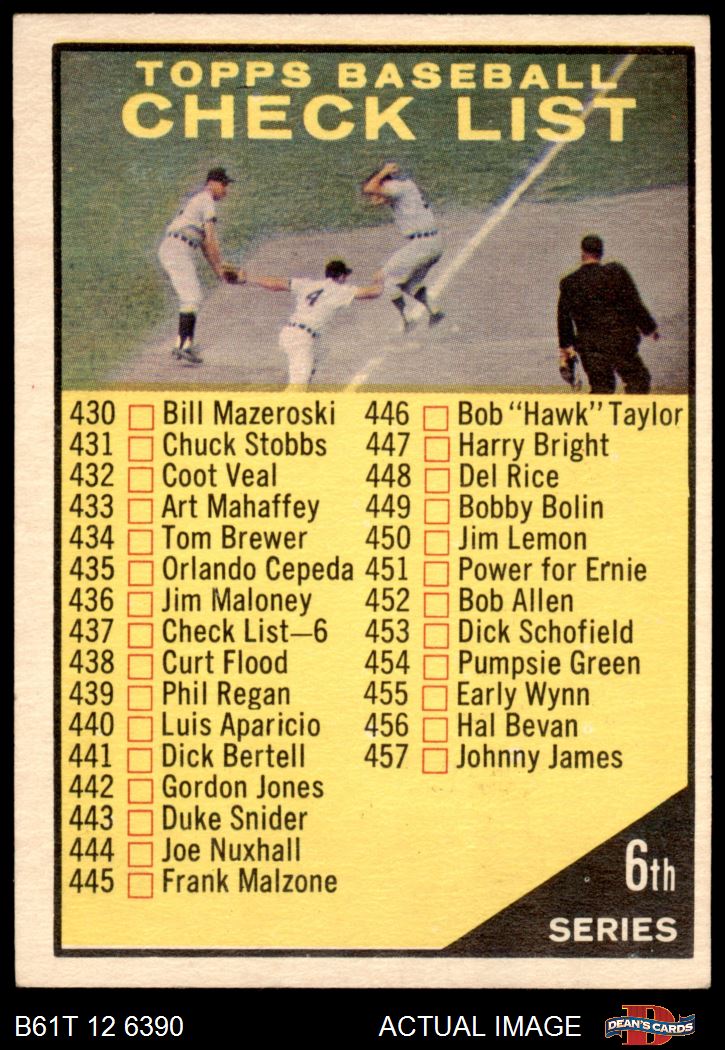 TOPPS BASEBALL
CHECK LIST
4
430 Bill Mazeroski
431 Chuck Stobbs
432 Coot Veal
433 Art Mahaffey
434 Tom Brewer
435 Orlando Cepeda
436 Jim Maloney
437 Check List—6
438 Curt Flood
439 Phil Regan
440 Luis Aparicio
441 Dick Bertell
442 Gordon Jones
443 Duke Snider
444 Joe Nuxhall
445 Frank Malzone
446 Bob "Hawk" Taylor
447 Harry Bright
448 Del Rice
449 Bobby Bolin
450 Jim Lemon
451 Power for Ernie
452 Bob Allen
453 Dick Schofield
454 Pumpsie Green
455 Early Wynn
456 Hal Bevan
457 Johnny James
6th
SERIES
B61T 12 6390
ACTUAL IMAGE
D
DEAN'S CARDS